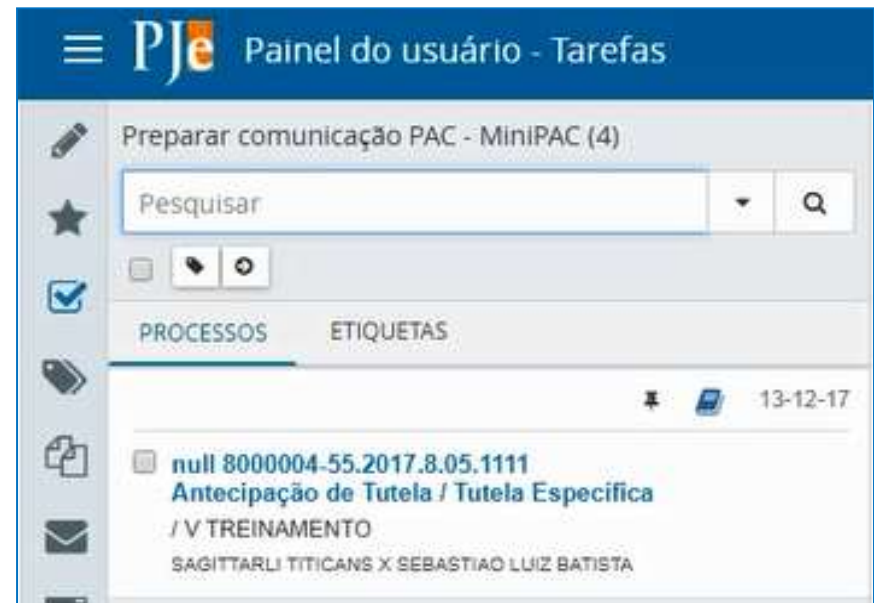 PJe Painel do usuário - Tarefas
Preparar comunicação PAC - MiniPAC (4)
Pesquisar
PROCESSOS ETIQUETAS
13-12-17
null 8000004-55.2017.8.05.1111
Antecipação de Tutela / Tutela Específica
/ V TREINAMENTO
SAGITTARLI TITICANS X SEBASTIAO LUIZ BATISTA